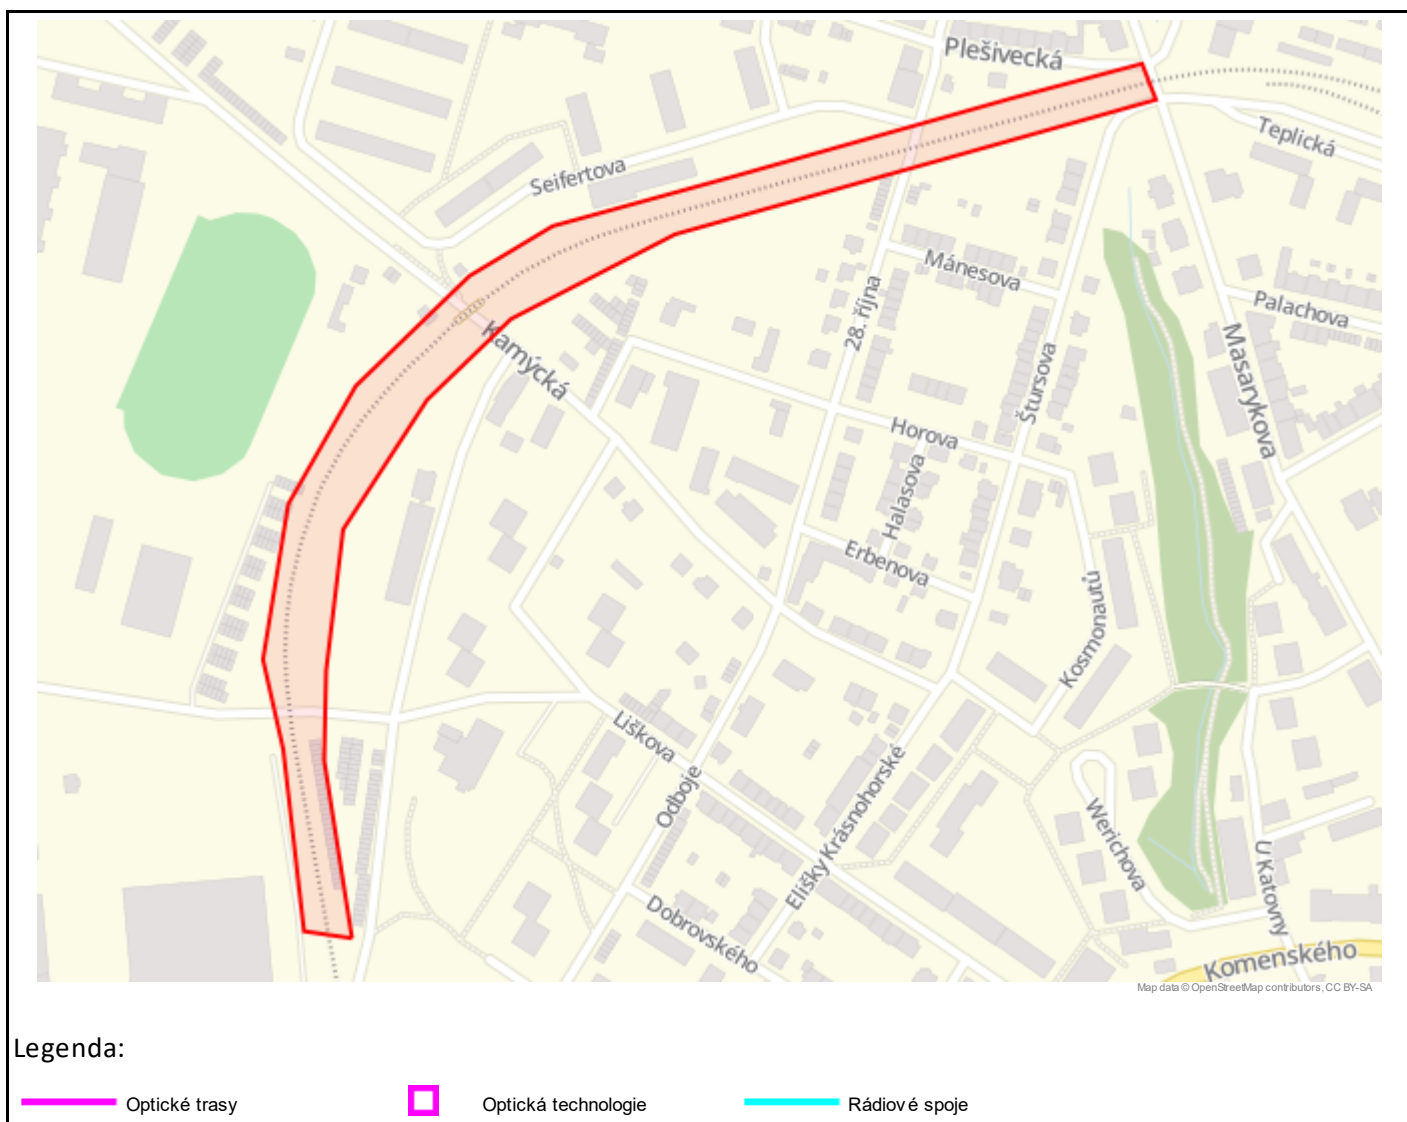 Plešivecká
Teplická
Seifertova
Mánesova
Palachova
28. října
Kamýcká
Štursova
Masarykova
Horova
Halasova
Erbenova
Kosmonautů
Liškova
Odboje
Elišky Krásnohorské
Werichova
U Katovny
Dobrovského
Komenského
Map data © OpenStreetMap contributors, CC BY-SA
Legenda:
Optické trasy
Optická technologie
Rádiové spoje